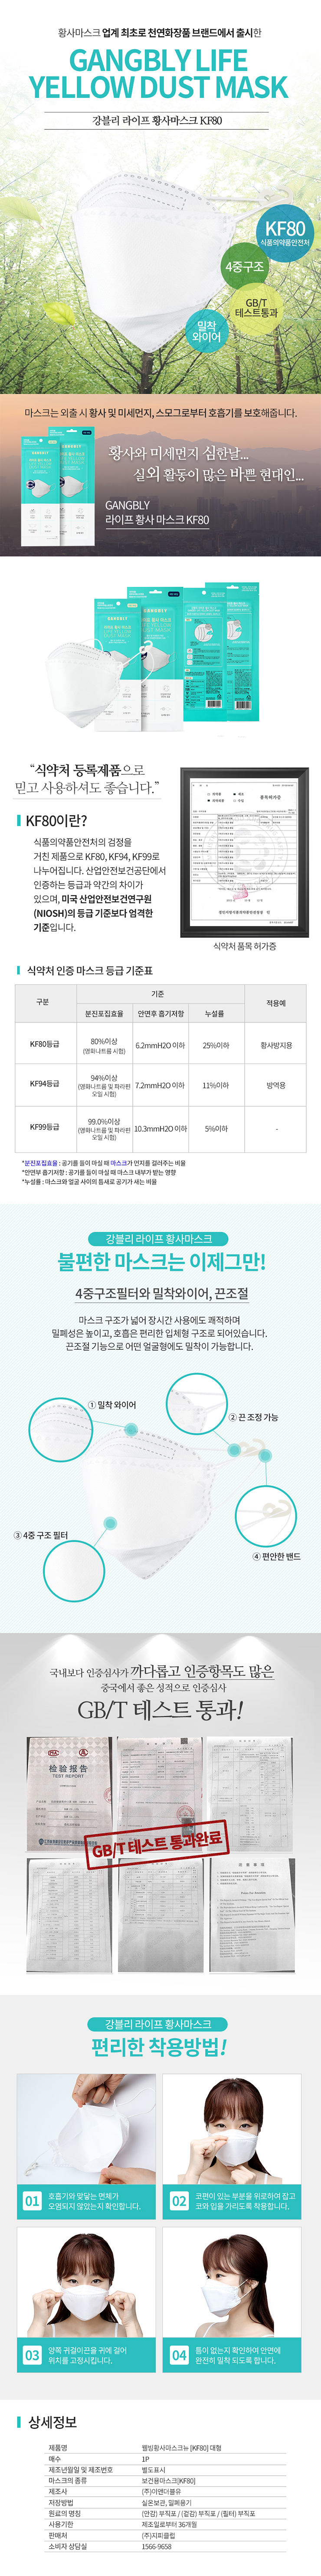 황사마스크 업계 최초로 천연화장품 브랜드에서 출시한
GANGBLY LIFE
YELLOW DUST MASK
강블리 라이프 황사마스크 KF80
KF80
식품의약품안전처
4중구조
GB/T
테스트통과
밀착
와이어
마스크는 외출 시 황사 및 미세먼지, 스모그로부터 호흡기를 보호해줍니다.
황사와 미세먼지 심한날...
실외 활동이 많은 바쁜 현대인...
GANGBLY
라이프 황사 마스크 KF80
GANGBLY
“식약처 등록제품으로
믿고 사용하셔도 좋습니다.”
KF80이란?
식품의약품안전처의 검정을
거친 제품으로 KF80, KF94, KF99로
나누어집니다. 산업안전보건공단에서
인증하는 등급과 약간의 차이가
있으며, 미국 산업안전보건연구원
(NIOSH)의 등급 기준보다 엄격한
기준입니다.
식약처 품목 허가증
식약처 인증 마스크 등급 기준표
구분 기준 적용예
분진포집효율 안면후 흡기저항 누설률
KF80등급 80%이상 (염화나트륨 시험) 6.2mmH2O 이하 25%이하 황사방지용
KF94등급 94%이상 (염화나트륨 및 파라핀 오일 시험) 7.2mmH2O 이하 11%이하 방역용
KF99등급 99.0%이상 (염화나트륨 및 파라핀 오일 시험) 10.3mmH2O 이하 5%이하 -
*분진포집효율 : 공기를 들이 마실 때 마스크가 먼지를 걸러주는 비율
*안면부 흡기저항 : 공기를 들이 마실 때 마스크 내부가 받는 영향
*누설률 : 마스크와 얼굴 사이의 틈새로 공기가 새는 비율
강블리 라이프 황사마스크
불편한 마스크는 이제그만!
4중구조필터와 밀착와이어, 끈조절
마스크 구조가 넓어 장시간 사용에도 쾌적하며
밀폐성은 높이고, 호흡은 편리한 입체형 구조로 되어있습니다.
끈조절 기능으로 어떤 얼굴형에도 밀착이 가능합니다.
① 밀착 와이어
② 끈 조정 가능
③ 4중 구조 필터
④ 편안한 밴드
국내보다 인증심사가 까다롭고 인증항목도 많은
중국에서 좋은 성적으로 인증심사
GB/T 테스트 통과!
检验报告
TEST REPORT
GB/T 테스트 통과완료
강블리 라이프 황사마스크
편리한 착용방법!
01 호흡기와 맞닿는 면체가
오염되지 않았는지 확인합니다.
02 코편이 있는 부분을 위로하여 잡고
코와 입을 가리도록 착용합니다.
03 양쪽 귀걸이끈을 귀에 걸어
위치를 고정시킵니다.
04 틈이 없는지 확인하여 안면에
완전히 밀착 되도록 합니다.
상세정보
제품명 웰빙황사마스크뉴 [KF80] 대형
매수 1P
제조년월일 및 제조번호 별도표시
마스크의 종류 보건용마스크[KF80]
제조사 (주)이앤더블유
저장방법 실온보관, 밀폐용기
원료의 명칭 (안감) 부직포 / (겉감) 부직포 / (필터) 부직포
사용기한 제조일로부터 36개월
판매처 (주)지피클럽
소비자 상담실 1566-9658